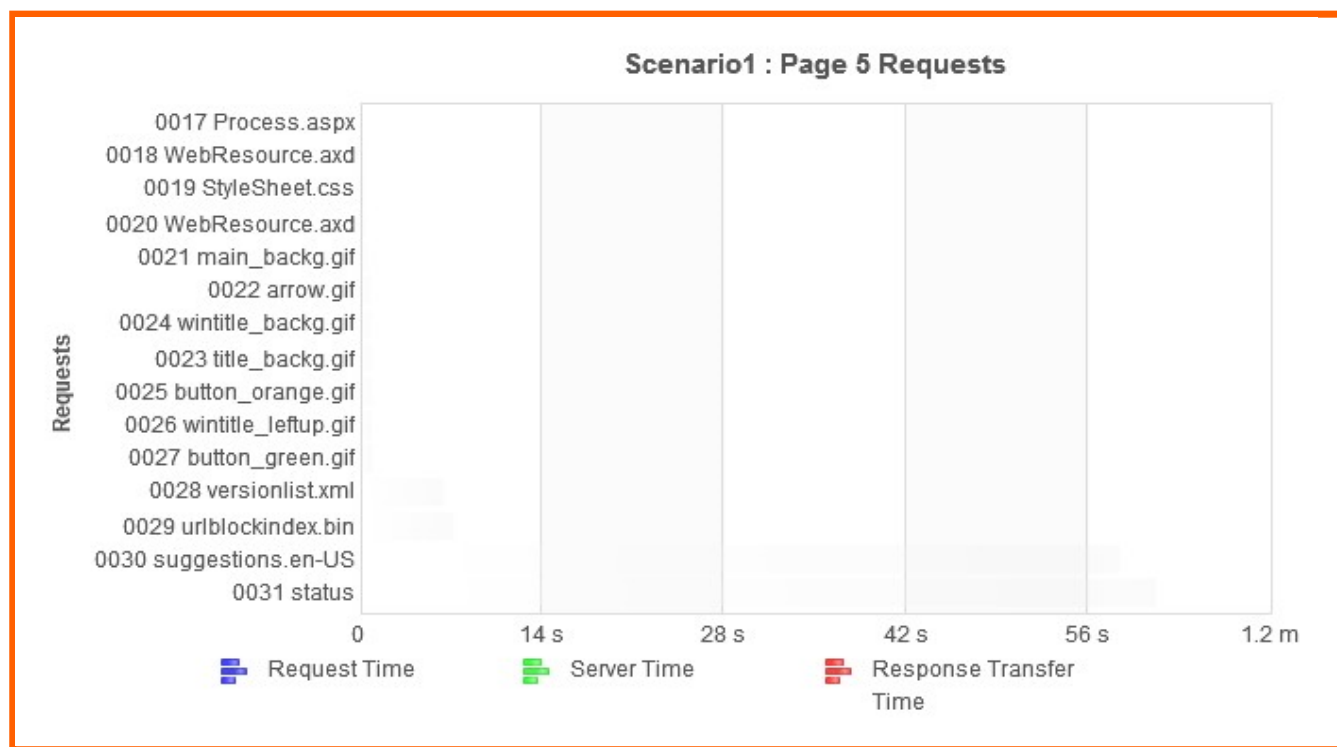 Scenario1 : Page 5 Requests
0017 Process.aspx
0018 WebResource.axd
0019 StyleSheet.css
0020 WebResource.axd
0021 main_backg.gif
0022 arrow.gif
0024 wintitle_backg.gif
0023 title_backg.gif
0025 button_orange.gif
0026 wintitle_leftup.gif
0027 button_green.gif
0028 versionlist.xml
0029 urlblockindex.bin
0030 suggestions.en-US
0031 status
Requests
0 14 s 28 s 42 s 56 s 1.2 m
Request Time Server Time Response Transfer
Time